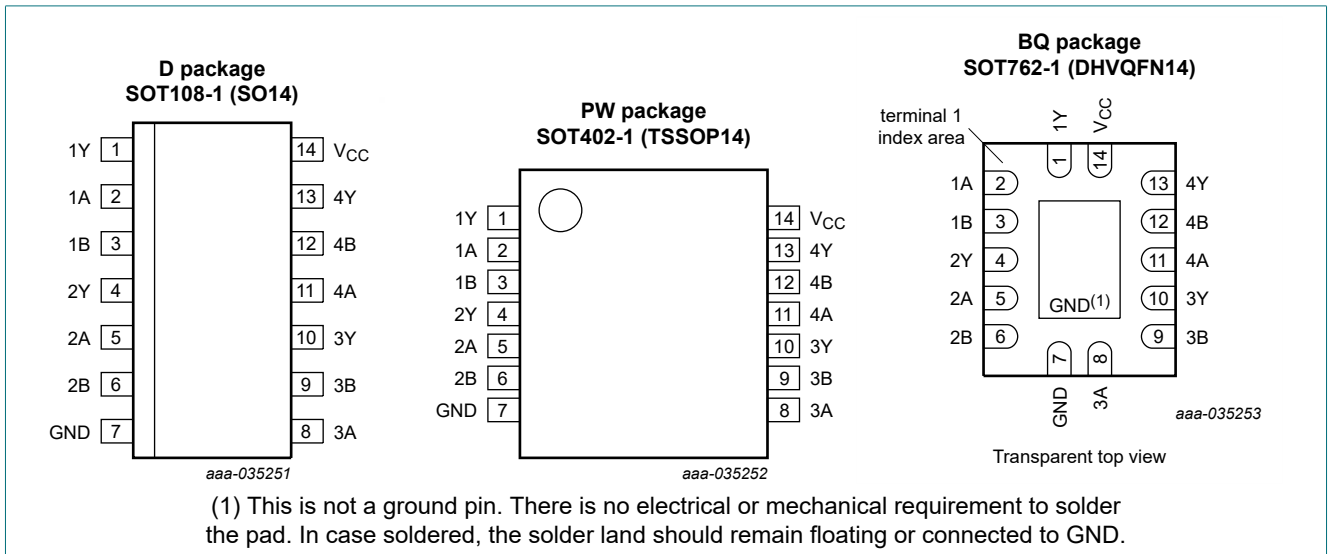 D package
SOT108-1 (SO14)
1Y 1
14 VCC
1A 2
13 4Y
1B 3
12 4B
2Y 4
11 4A
2A 5
10 3Y
2B 6
9 3B
GND 7
8 3A
aaa-035251
PW package
SOT402-1 (TSSOP14)
1Y 1
14 VCC
1A 2
13 4Y
1B 3
12 4B
2Y 4
11 4A
2A 5
10 3Y
2B 6
9 3B
GND 7
8 3A
aaa-035252
BQ package
SOT762-1 (DHVQFN14)
terminal 1
index area
1Y
VCC
1
14
1A 2
13 4Y
1B 3
12 4B
2Y 4
11 4A
2A 5
10 3Y
GND(1)
2B 6
9 3B
7
8
GND
3A
aaa-035253
Transparent top view
(1) This is not a ground pin. There is no electrical or mechanical requirement to solder
the pad. In case soldered, the solder land should remain floating or connected to GND.